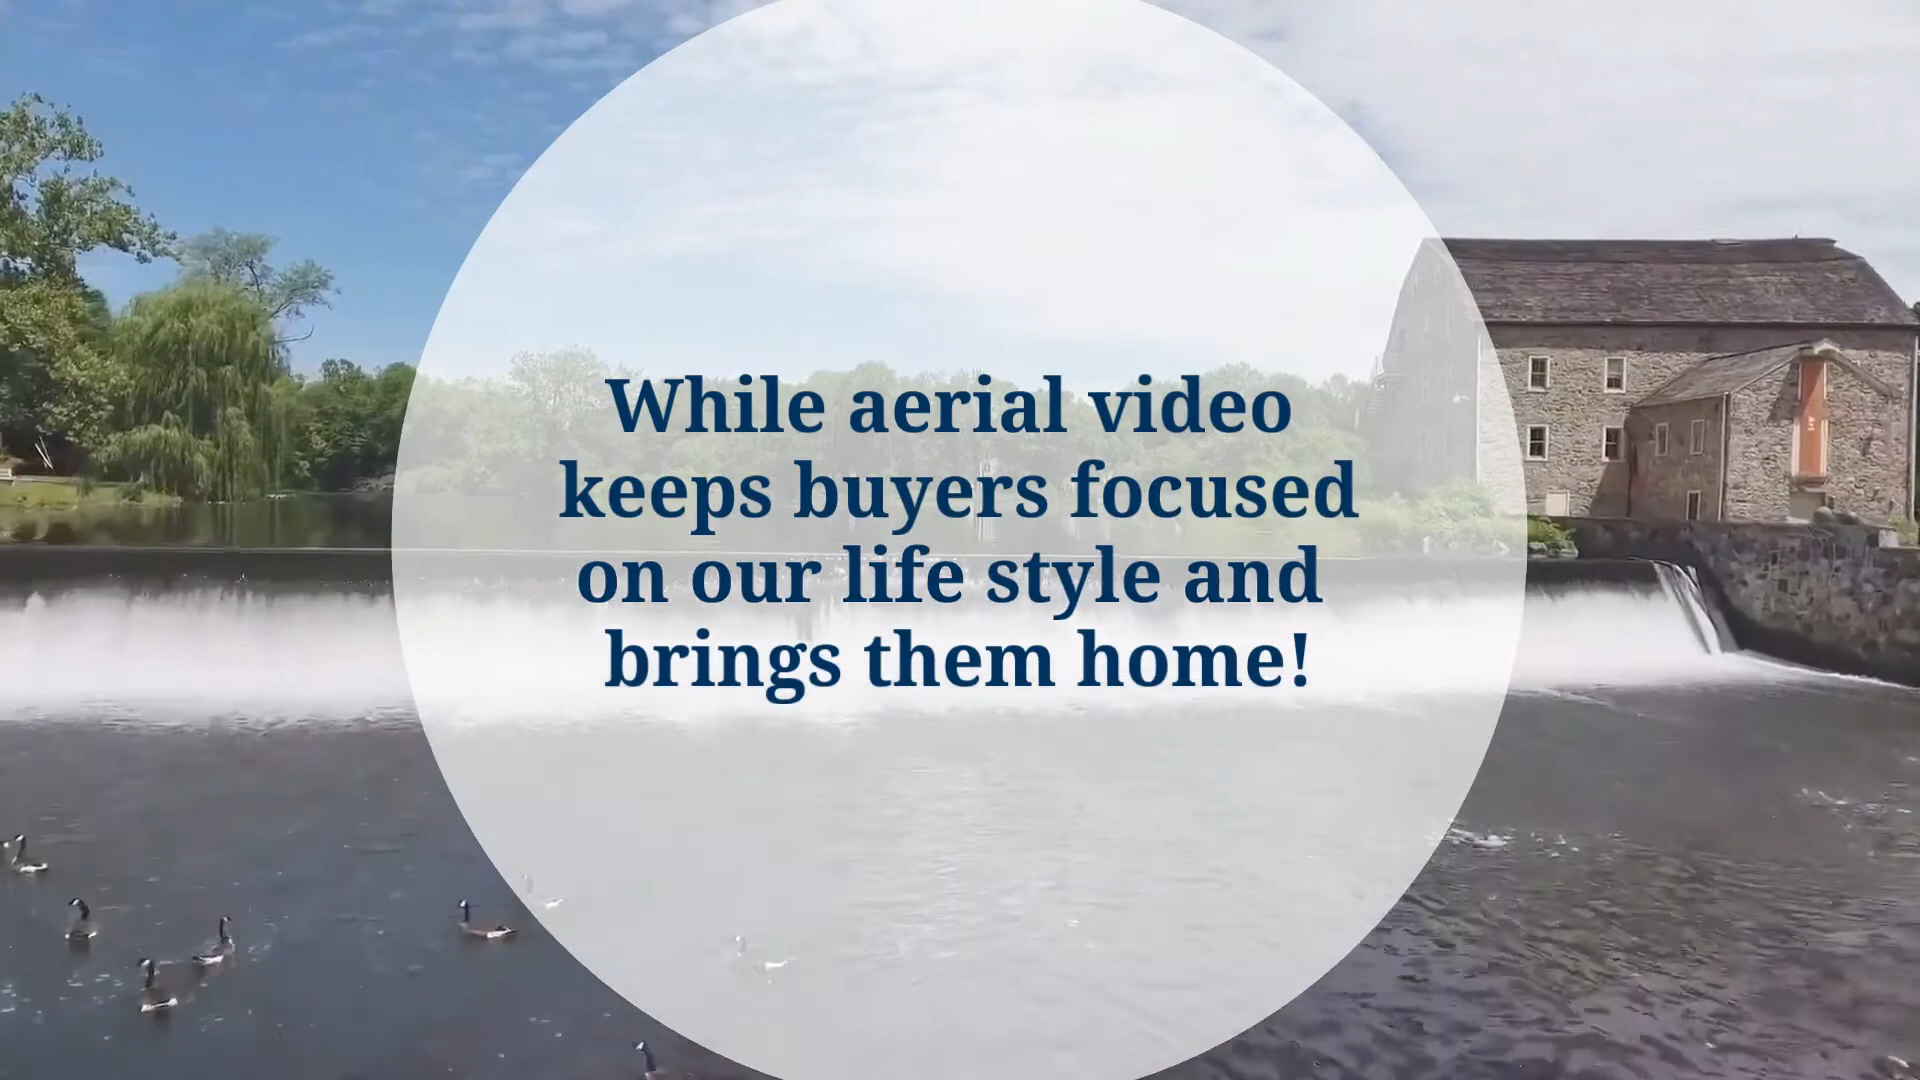 While aerial video
keeps buyers focused
on our life style and
brings them home!